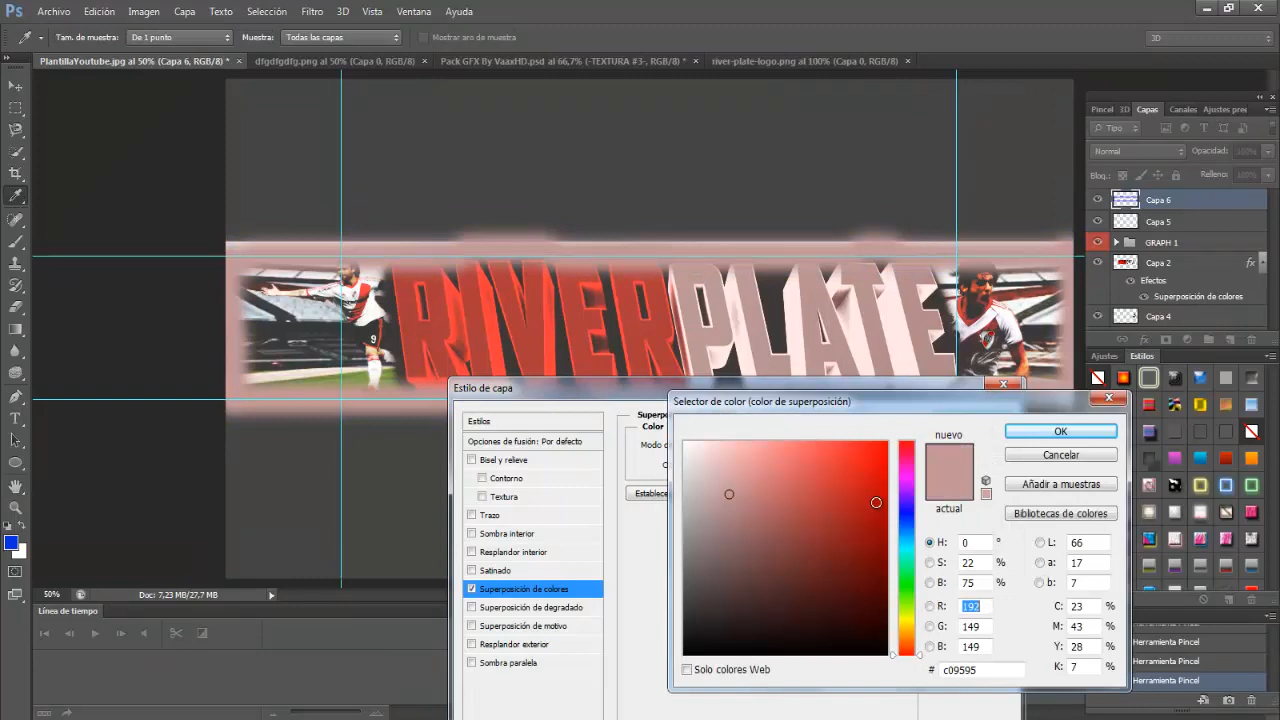 Ps Archivo Edición Imagen Capa Texto Selección Filtro 3D Vista Ventana Ayuda
Tam. de muestra: De 1 punto Muestra: Todas las capas Mostrar aro de muestra 3D
PlantillaYoutube.jpg al 50% (Capa 6, RGB/8) * × dfgdfgdfg.png al 50% (Capa 0, RGB/8) × Pack GFX By VaaxHD.psd al 66,7% (-TEXTURA #3-, RGB/8) * × river-plate-logo.png al 100% (Capa 0, RGB/8) ×
Pincel 3D Capas Canales Ajustes pres
Tipo
Normal Opacidad: 100%
Bloq.: Relleno: 100%
Capa 6
Capa 5
GRAPH 1
Capa 2 fx
Efectos
Superposición de colores
Capa 4
RIVERPLATE
9
Ajustes Estilos
Estilo de capa
Estilos
Opciones de fusión: Por defecto
Bisel y relieve
Contorno
Textura
Trazo
Sombra interior
Resplandor interior
Satinado
Superposición de colores
Superposición de degradado
Superposición de motivo
Resplandor exterior
Sombra paralela
Color
Establece
Selector de color (color de superposición)
nuevo
actual
OK
Cancelar
Añadir a muestras
Bibliotecas de colores
H: 0 ° L: 66
S: 22 % a: 17
B: 75 % b: 7
R: 192 C: 23 %
G: 149 M: 43 %
B: 149 Y: 28 %
# c09595 K: 7 %
Solo colores Web
50% Doc: 7,23 MB/27,7 MB
Línea de tiempo
Herramienta Pincel
Herramienta Pincel
Herramienta Pincel